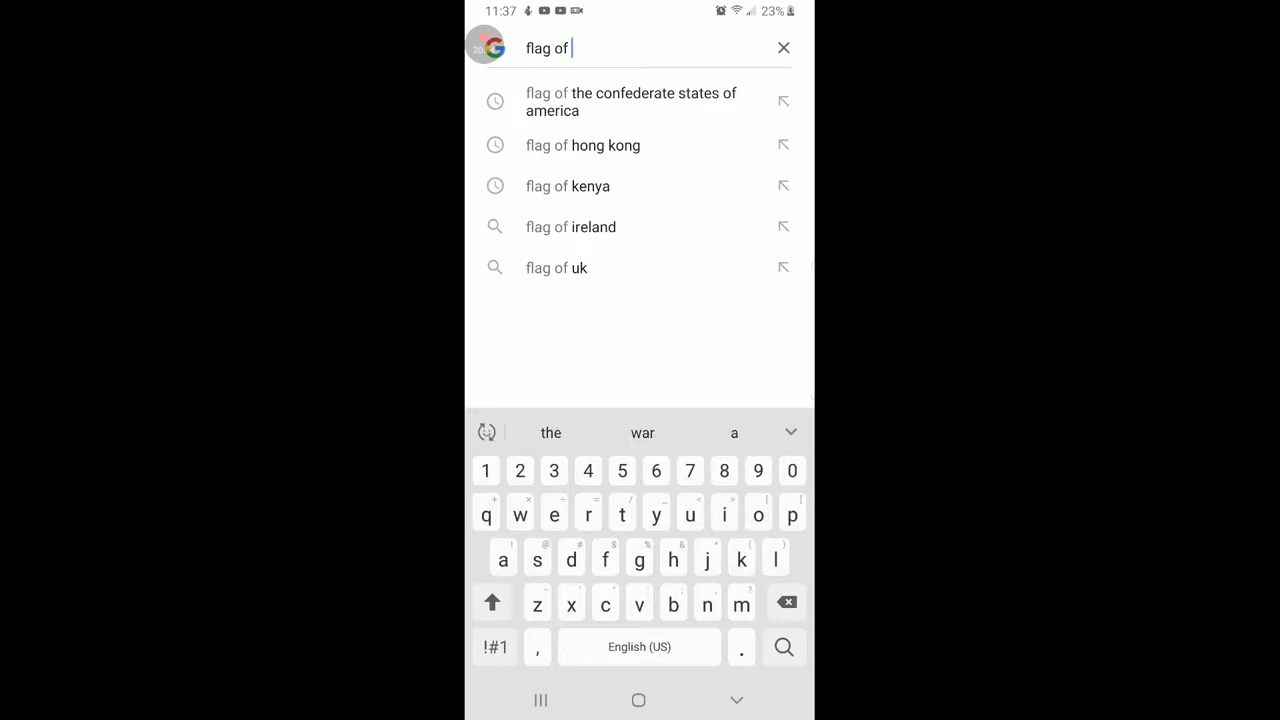 11:37 23%
flag of
flag of the confederate states of
america
flag of hong kong
flag of kenya
flag of ireland
flag of uk
the war a
1 2 3 4 5 6 7 8 9 0
+ × ÷ = / _ < > [ ]
q w e r t y u i o p
! @ # $ % & * ( )
a s d f g h j k l
- ' " : ; , ?
z x c v b n m
!#1 , English (US) .